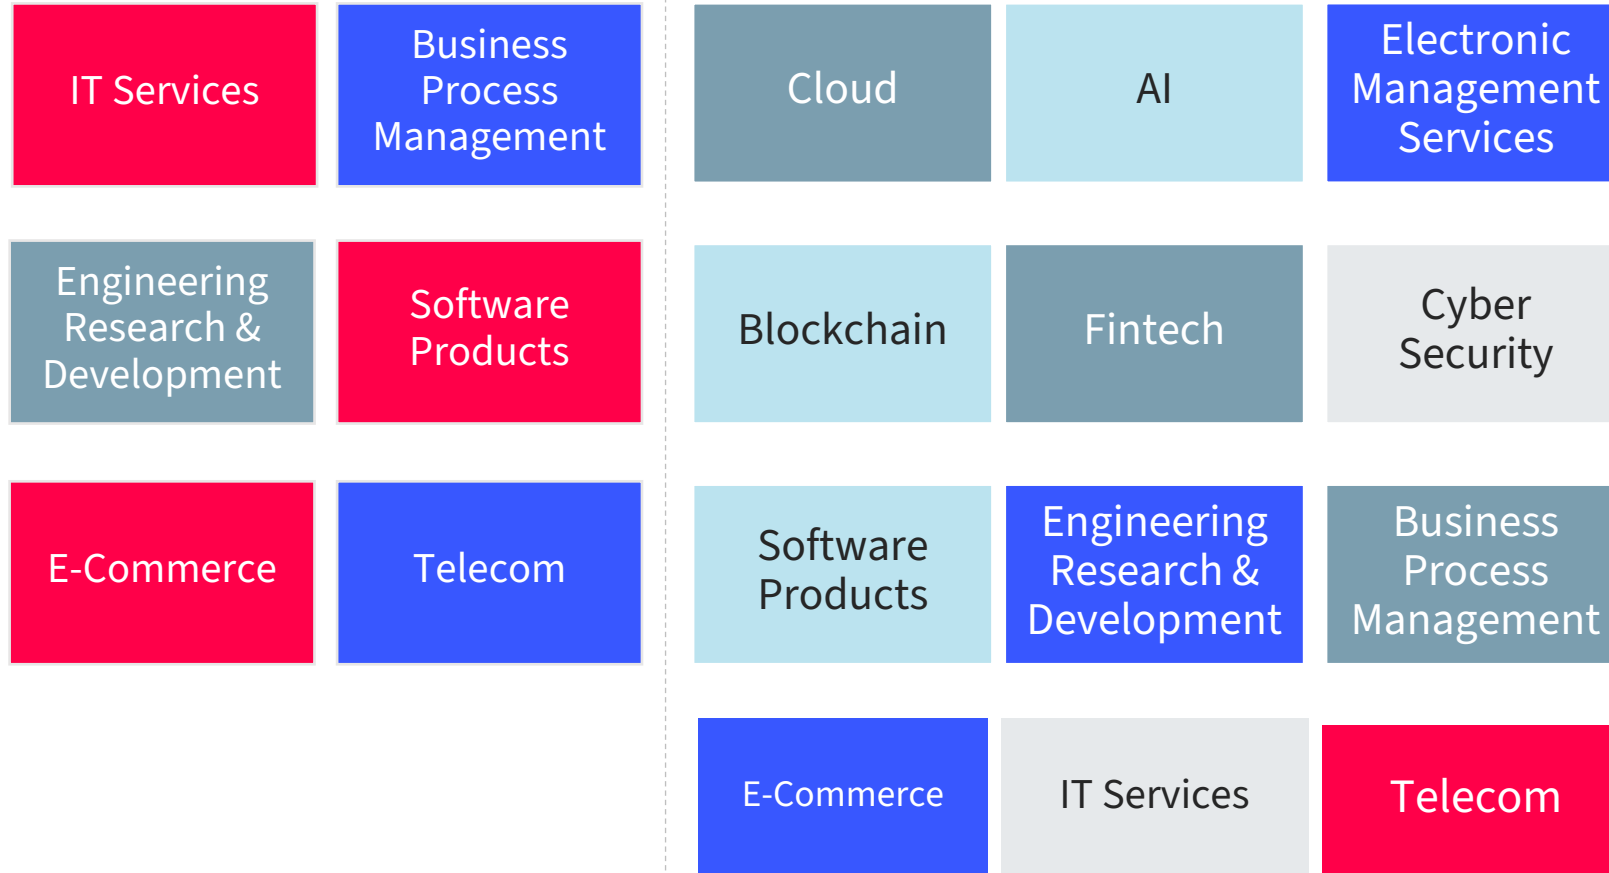 IT Services
Business
Process
Management
Engineering
Research &
Development
Software
Products
E-Commerce
Telecom
Cloud
AI
Electronic
Management
Services
Blockchain
Fintech
Cyber
Security
Software
Products
Engineering
Research &
Development
Business
Process
Management
E-Commerce
IT Services
Telecom